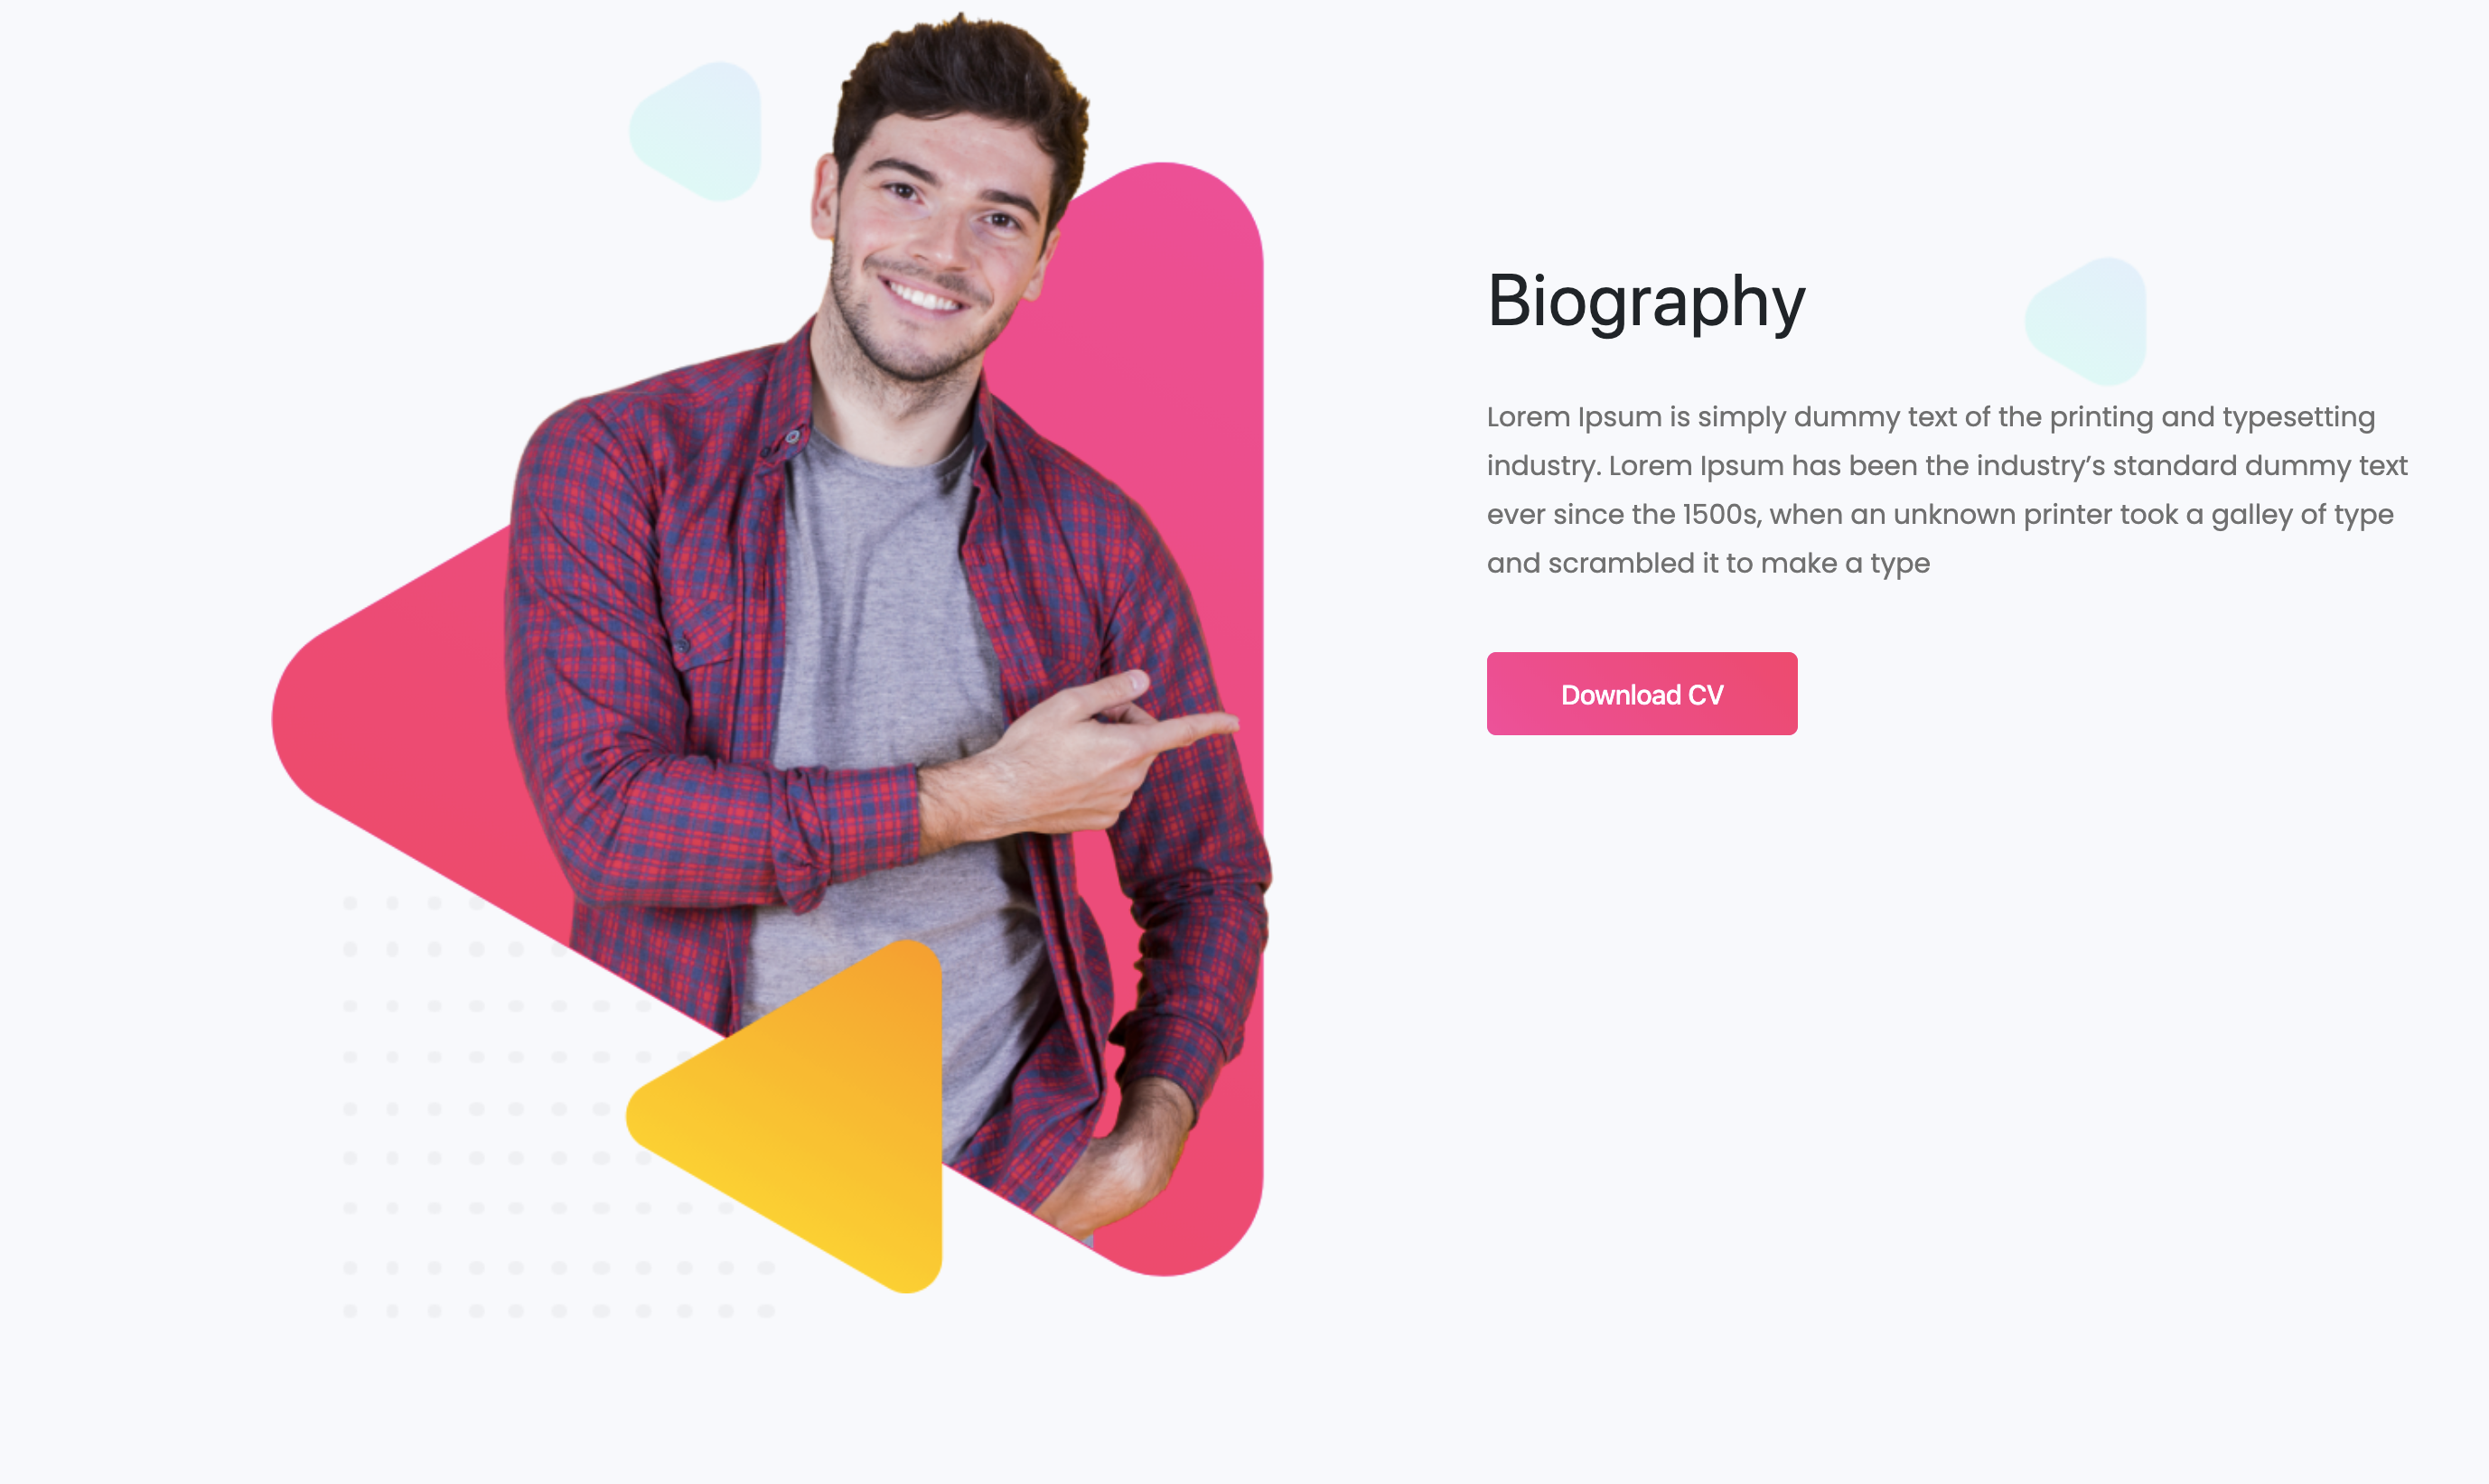 Biography
Lorem Ipsum is simply dummy text of the printing and typesetting
industry. Lorem Ipsum has been the industry’s standard dummy text
ever since the 1500s, when an unknown printer took a galley of type
and scrambled it to make a type
Download CV